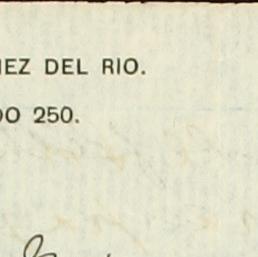 IEZ DEL RIO.
DO 250.